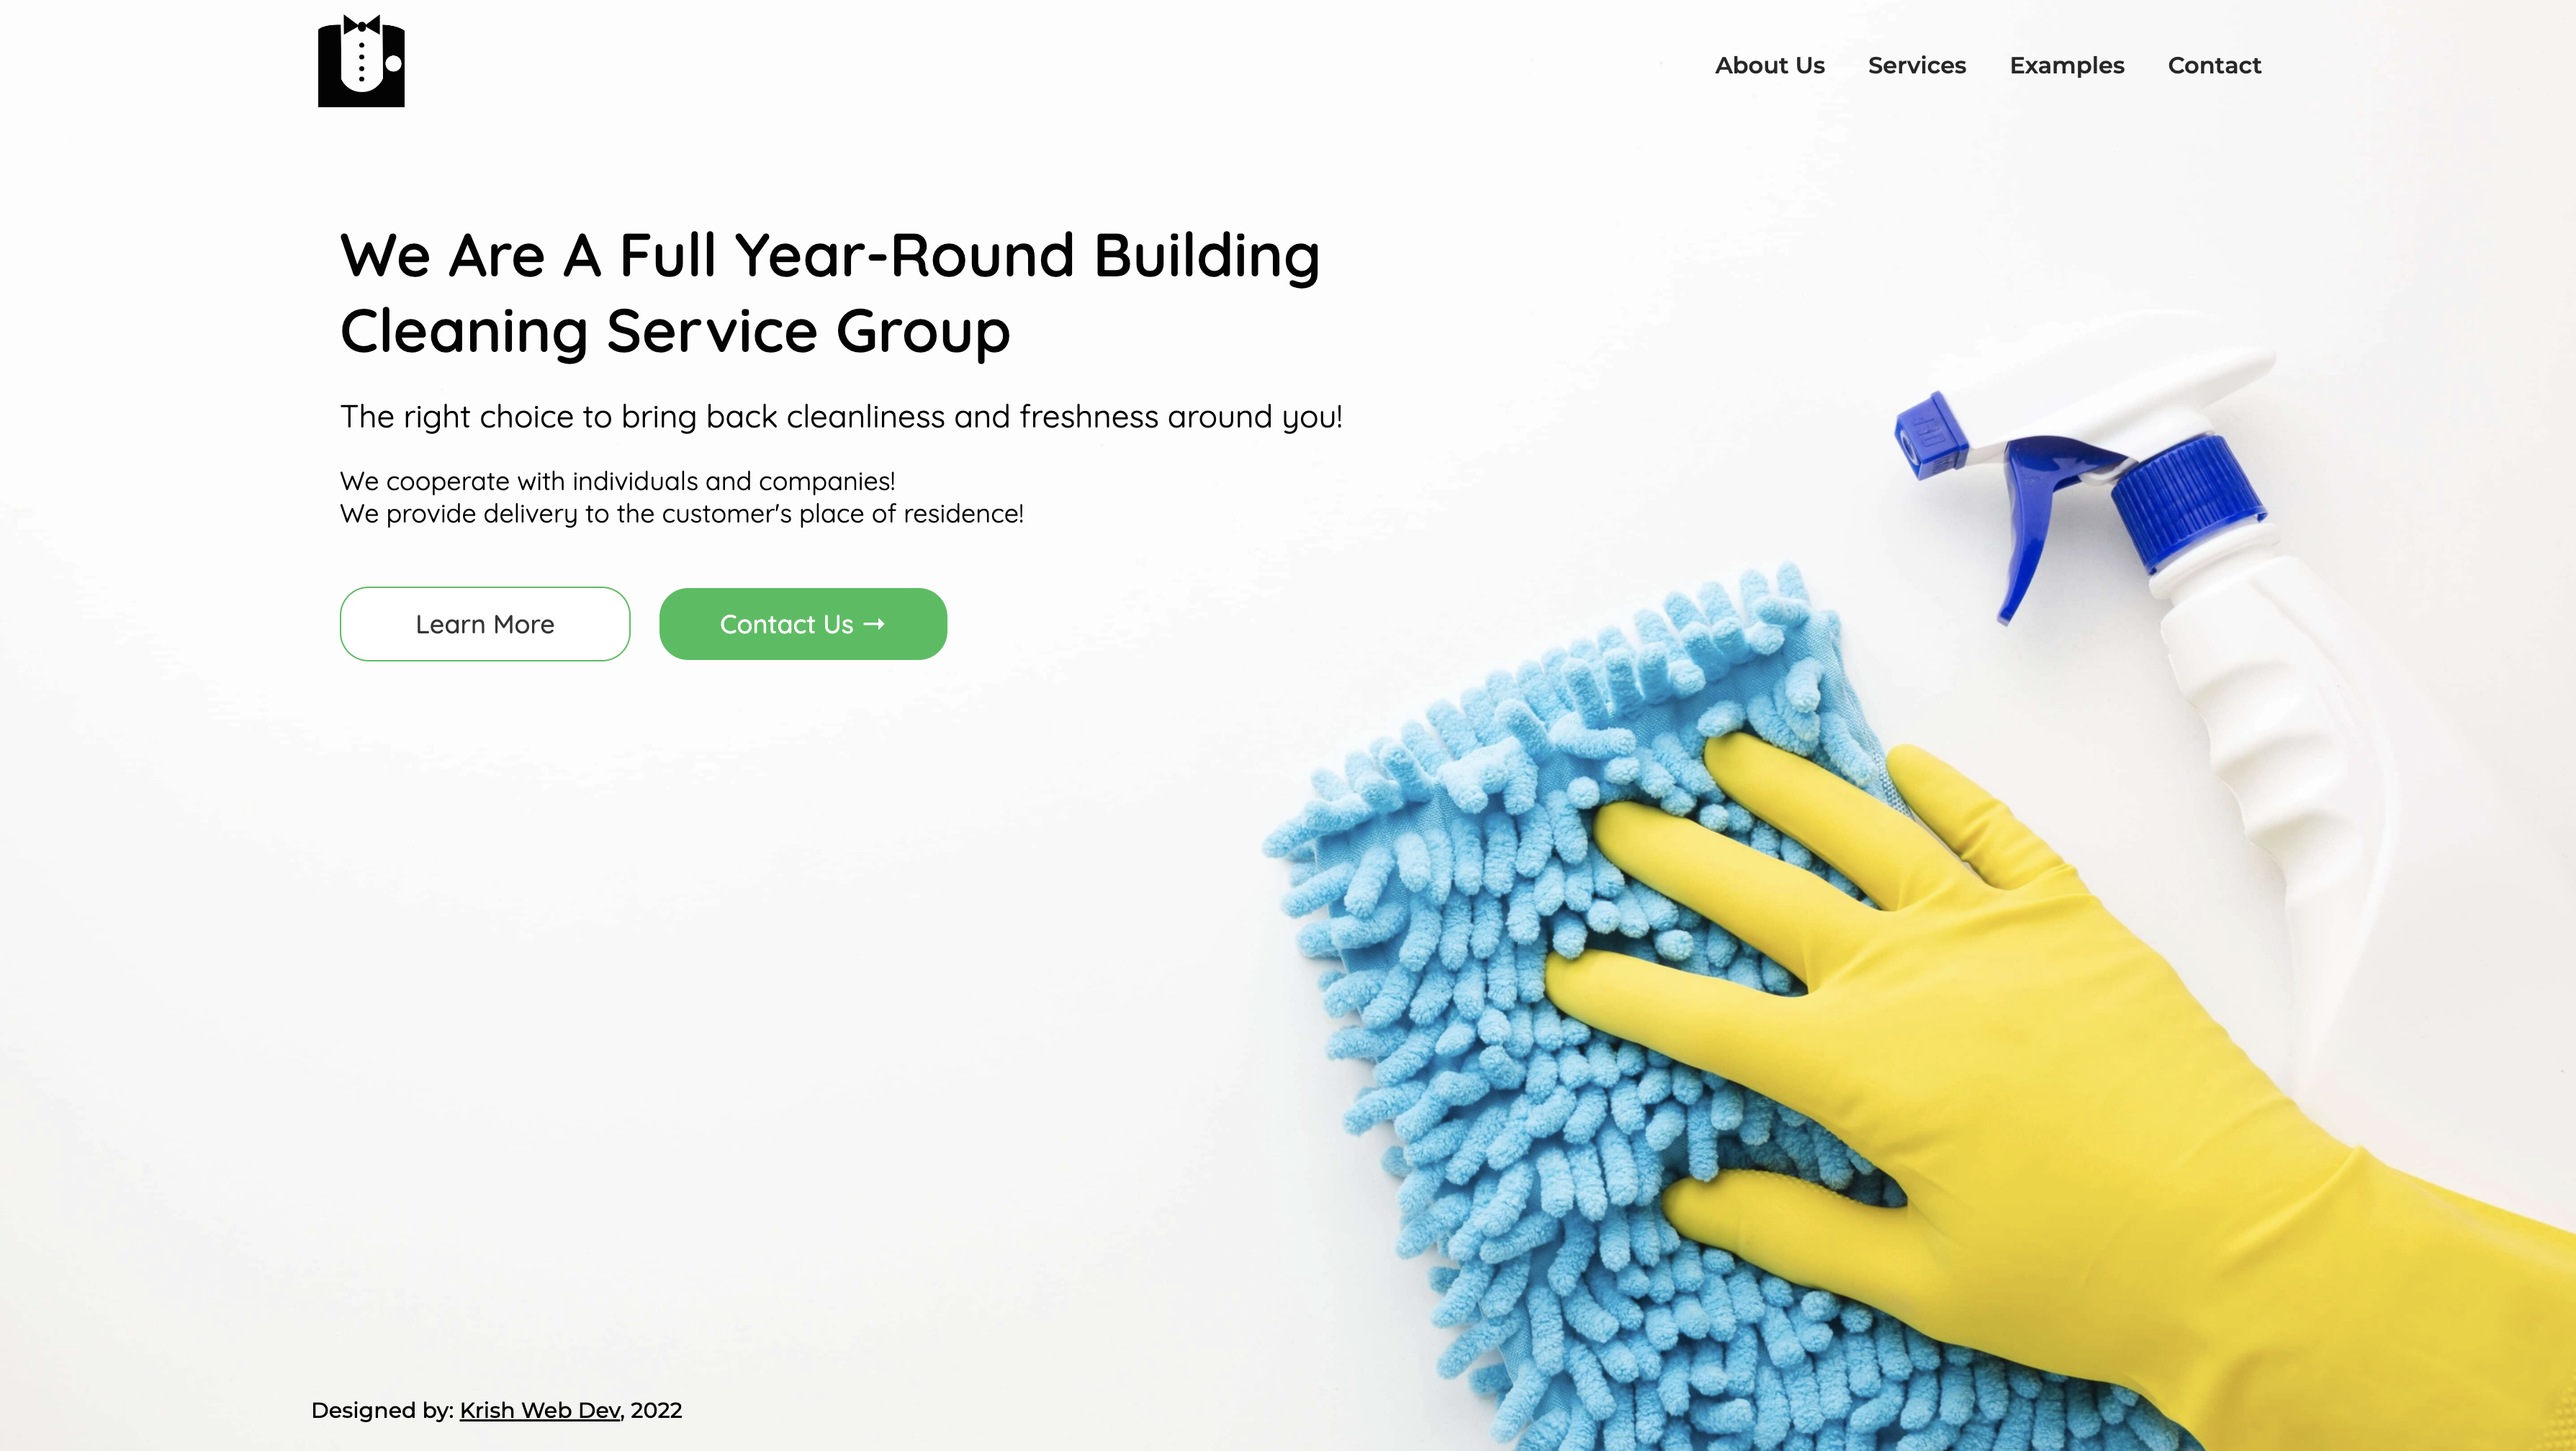 About Us Services Examples Contact
We Are A Full Year-Round Building
Cleaning Service Group
The right choice to bring back cleanliness and freshness around you!
We cooperate with individuals and companies!
We provide delivery to the customer's place of residence!
Learn More Contact Us →
Designed by: Krish Web Dev, 2022